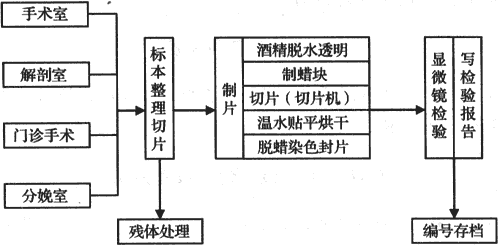 手术室
解剖室
门诊手术
分娩室
标本整理切片
残体处理
制片
酒精脱水透明
制蜡块
切片（切片机）
温水贴平烘干
脱蜡染色封片
显微镜检验
写检验报告
编号存档